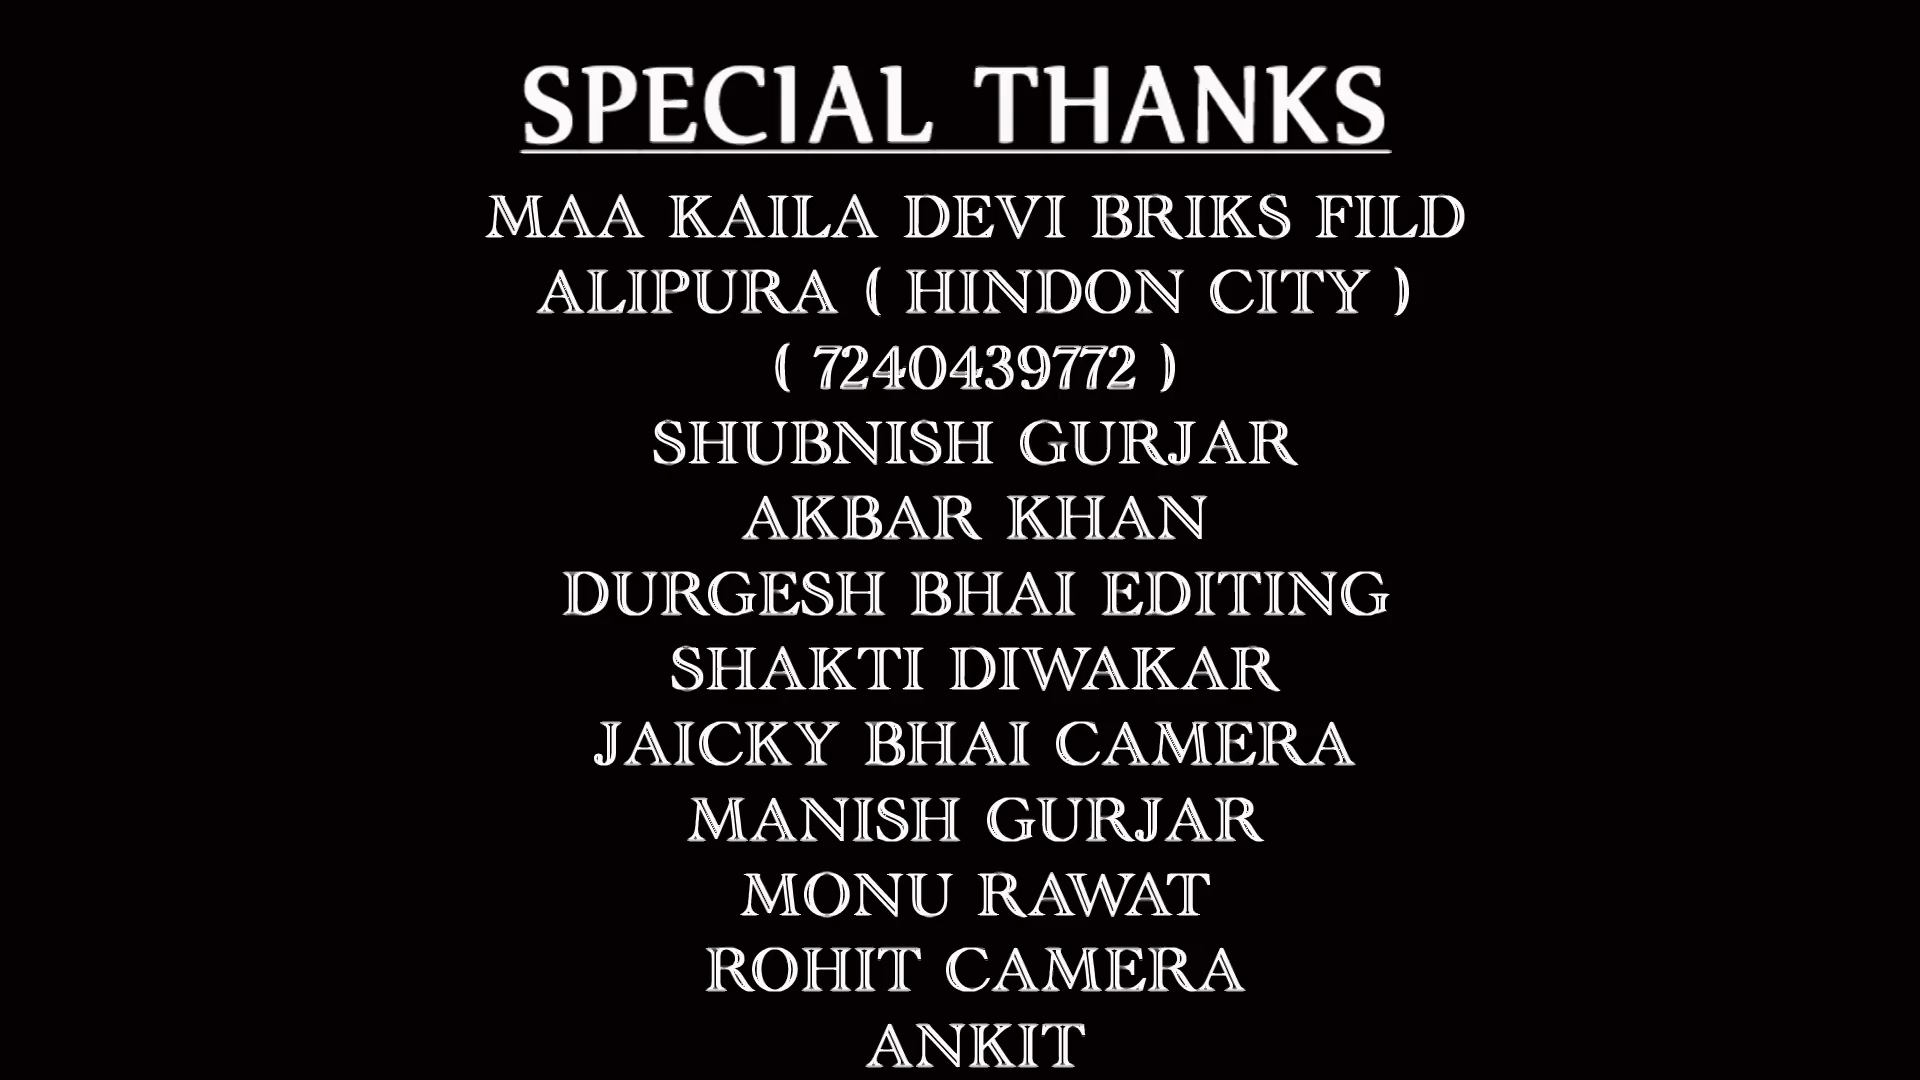 SPECIAL THANKS
MAA KAILA DEVI BRIKS FILD
ALIPURA ( HINDON CITY )
( 7240439772 )
SHUBNISH GURJAR
AKBAR KHAN
DURGESH BHAI EDITING
SHAKTI DIWAKAR
JAICKY BHAI CAMERA
MANISH GURJAR
MONU RAWAT
ROHIT CAMERA
ANKIT